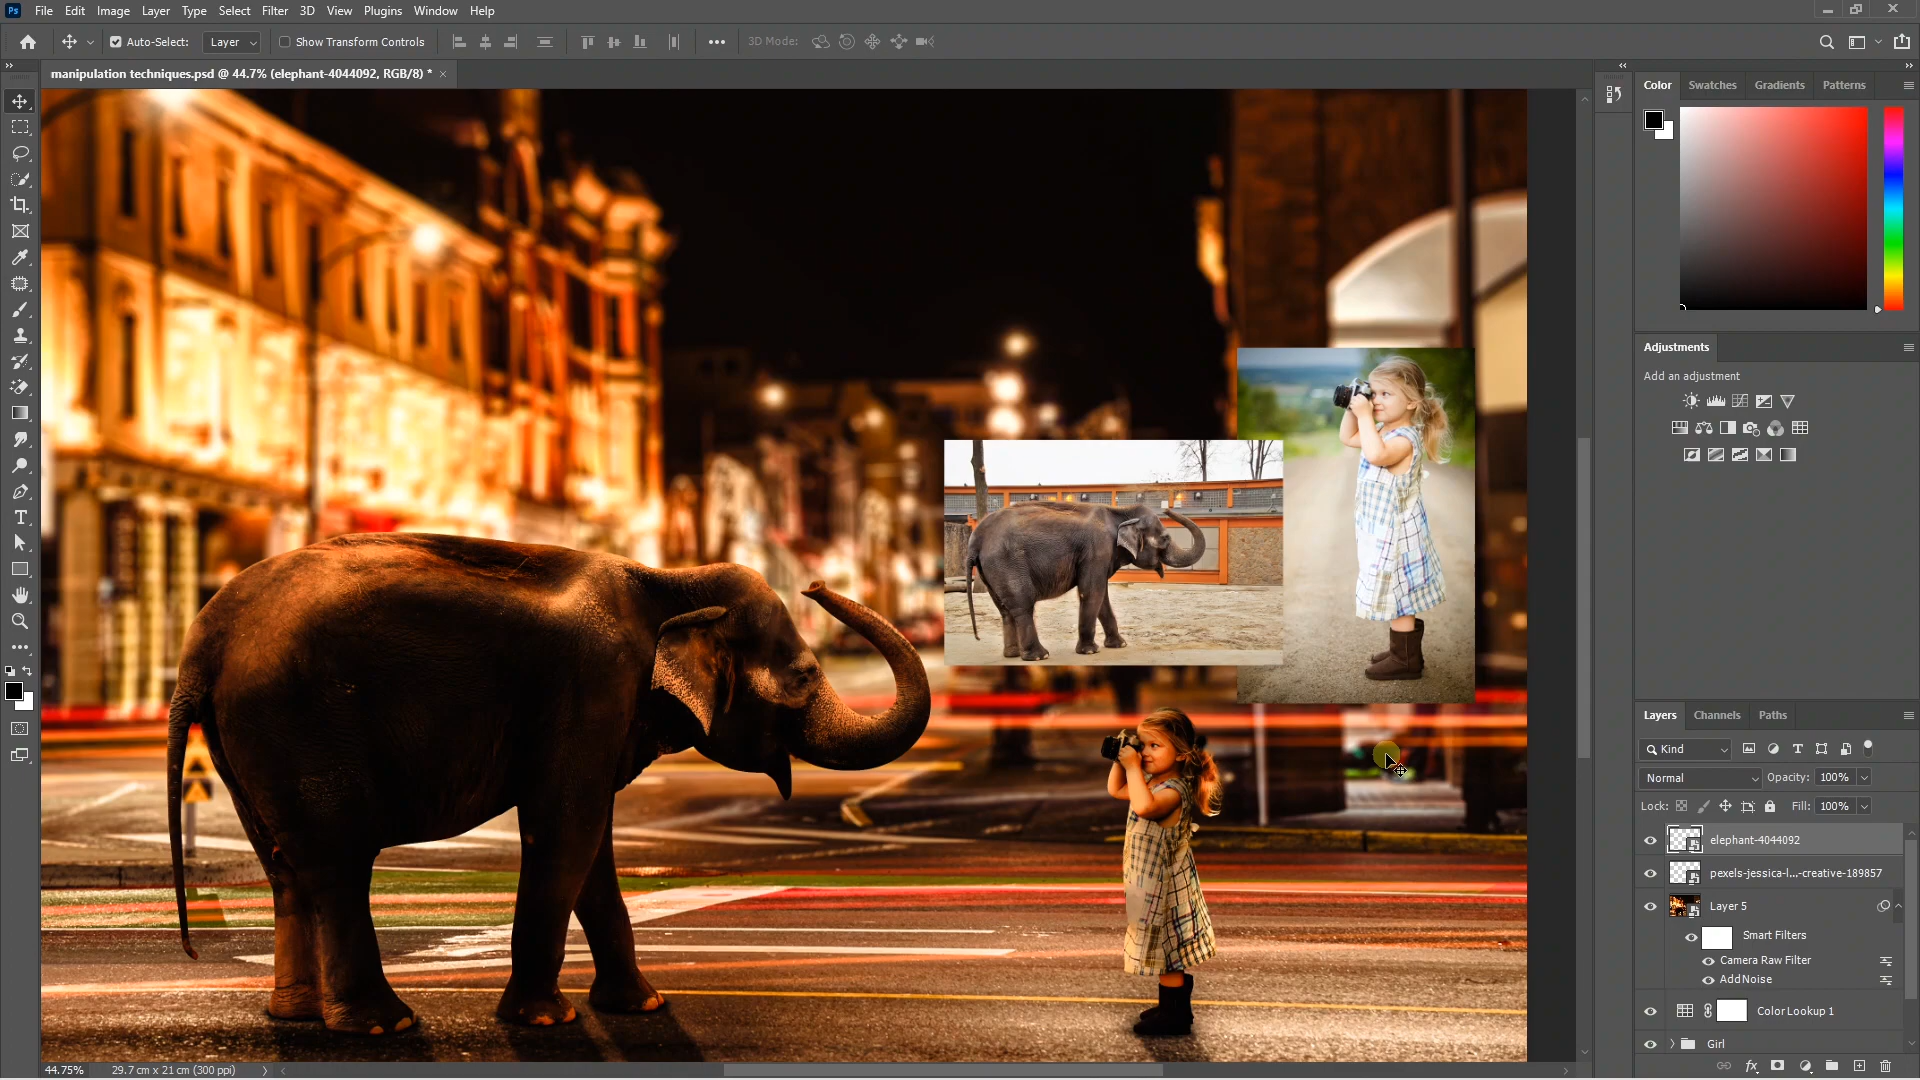 Ps File Edit Image Layer Type Select Filter 3D View Plugins Window Help
Auto-Select: Layer Show Transform Controls 3D Mode:
manipulation techniques.psd @ 44.7% (elephant-4044092, RGB/8) *
Color Swatches Gradients Patterns
Adjustments
Add an adjustment
Layers Channels Paths
Kind
Normal Opacity: 100%
Lock: Fill: 100%
elephant-4044092
pexels-jessica-l...-creative-189857
Layer 5
Smart Filters
Camera Raw Filter
AddNoise
Color Lookup 1
Girl
44.75% 29.7 cm x 21 cm (300 ppi)